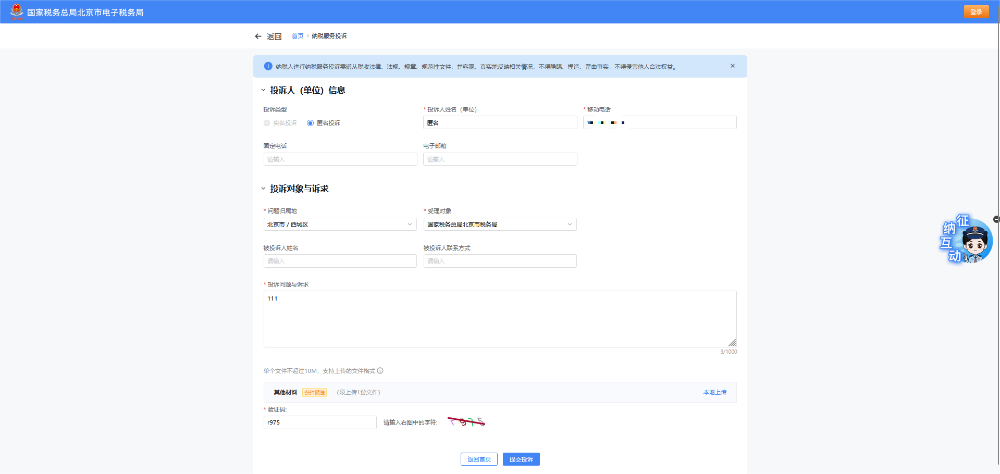 国家税务总局北京市电子税务局
登录
返回 首页 > 纳税服务投诉
纳税人进行纳税服务投诉需遵从税收法律、法规、规章、规范性文件，并客观、真实地反映相关情况，不得隐瞒、捏造、歪曲事实，不得侵害他人合法权益。
投诉人（单位）信息
投诉类型
实名投诉 匿名投诉
* 投诉人姓名（单位）
匿名
* 移动电话
固定电话
请输入
电子邮箱
请输入
投诉对象与诉求
* 问题归属地
北京市 / 西城区
* 受理对象
国家税务总局北京市税务局
被投诉人姓名
请输入
被投诉人联系方式
请输入
* 投诉问题与诉求
111
3/1000
单个文件不超过10M，支持上传的文件格式
其他材料 条件报送 （限上传1份文件） 本地上传
* 验证码:
r975 请输入右图中的字符: r975
返回首页 提交投诉
征纳互动